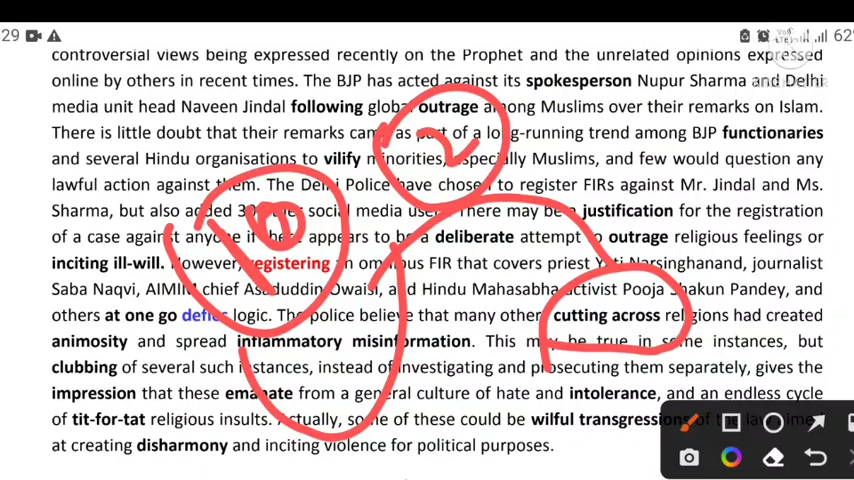 :29 62%
controversial views being expressed recently on the Prophet and the unrelated opinions expressed
online by others in recent times. The BJP has acted against its spokesperson Nupur Sharma and Delhi
media unit head Naveen Jindal following global outrage among Muslims over their remarks on Islam.
There is little doubt that their remarks came as part of a long-running trend among BJP functionaries
and several Hindu organisations to vilify minorities, especially Muslims, and few would question any
lawful action against them. The Delhi Police have chosen to register FIRs against Mr. Jindal and Ms.
Sharma, but also added social media users. There may be a justification for the registration
of a case against anyone if there appears to be a deliberate attempt to outrage religious feelings or
inciting ill-will. However, registering an omnibus FIR that covers priest Yati Narsinghanand, journalist
Saba Naqvi, AIMIM chief Asaduddin Owaisi, and Hindu Mahasabha activist Pooja Shakun Pandey, and
others at one go defies logic. The police believe that many others cutting across religions had created
animosity and spread inflammatory misinformation. This may be true in some instances, but
clubbing of several such instances, instead of investigating and prosecuting them separately, gives the
impression that these emanate from a general culture of hate and intolerance, and an endless cycle
of tit-for-tat religious insults. Actually, some of these could be wilful transgressions of the law aimed
at creating disharmony and inciting violence for political purposes.
2